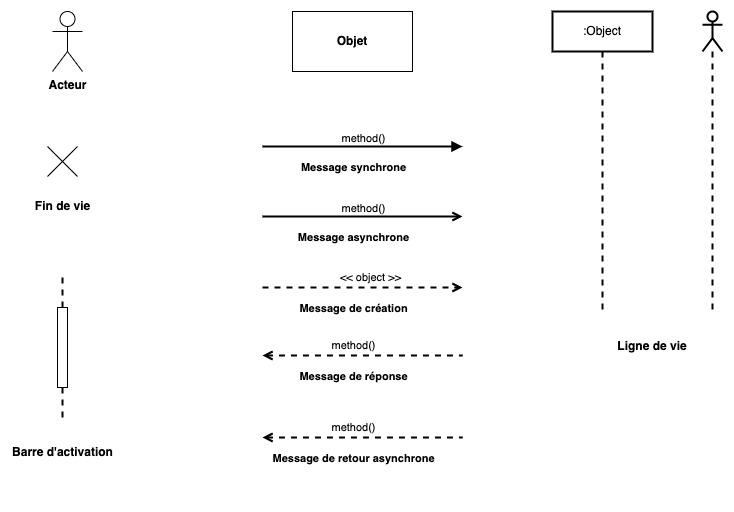 Acteur
Objet
:Object
Fin de vie
method()
Message synchrone
method()
Message asynchrone
<< object >>
Message de création
method()
Message de réponse
method()
Message de retour asynchrone
Barre d'activation
Ligne de vie